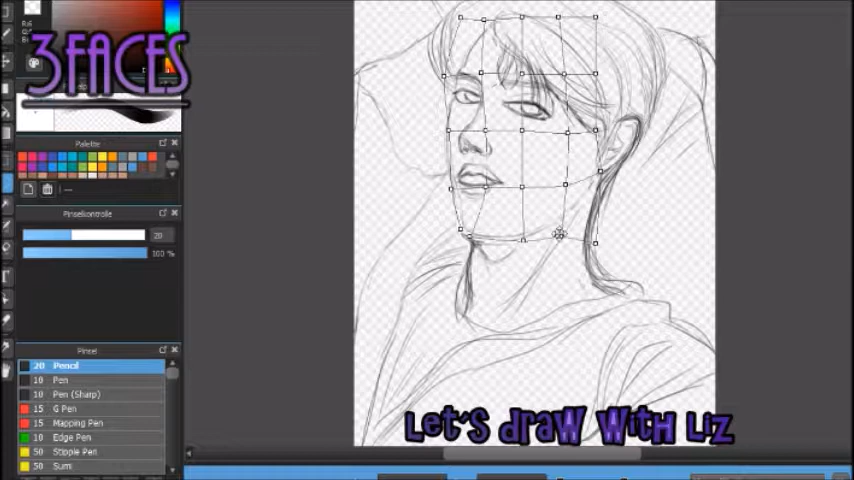 3FACES
Palette
---
Pinselkontrolle
20
100 %
Pinsel
20 Pencil
10 Pen
10 Pen (Sharp)
15 G Pen
15 Mapping Pen
10 Edge Pen
50 Stipple Pen
50 Sumi
Let's draw with Liz